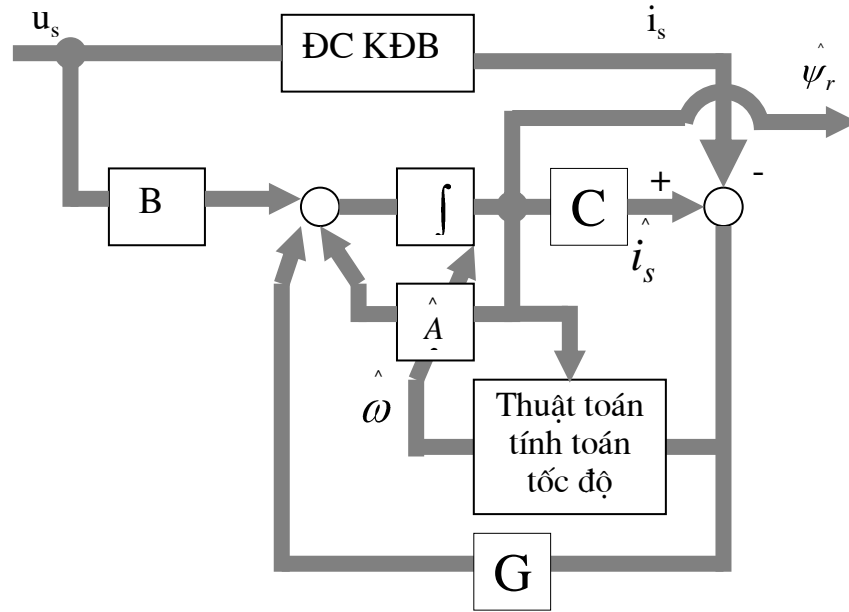 u_s
ĐC KĐB
i_s
ψ̂_r
B
∫
C
+
-
î_s
Â
ω̂
Thuật toán
tính toán
tốc độ
G